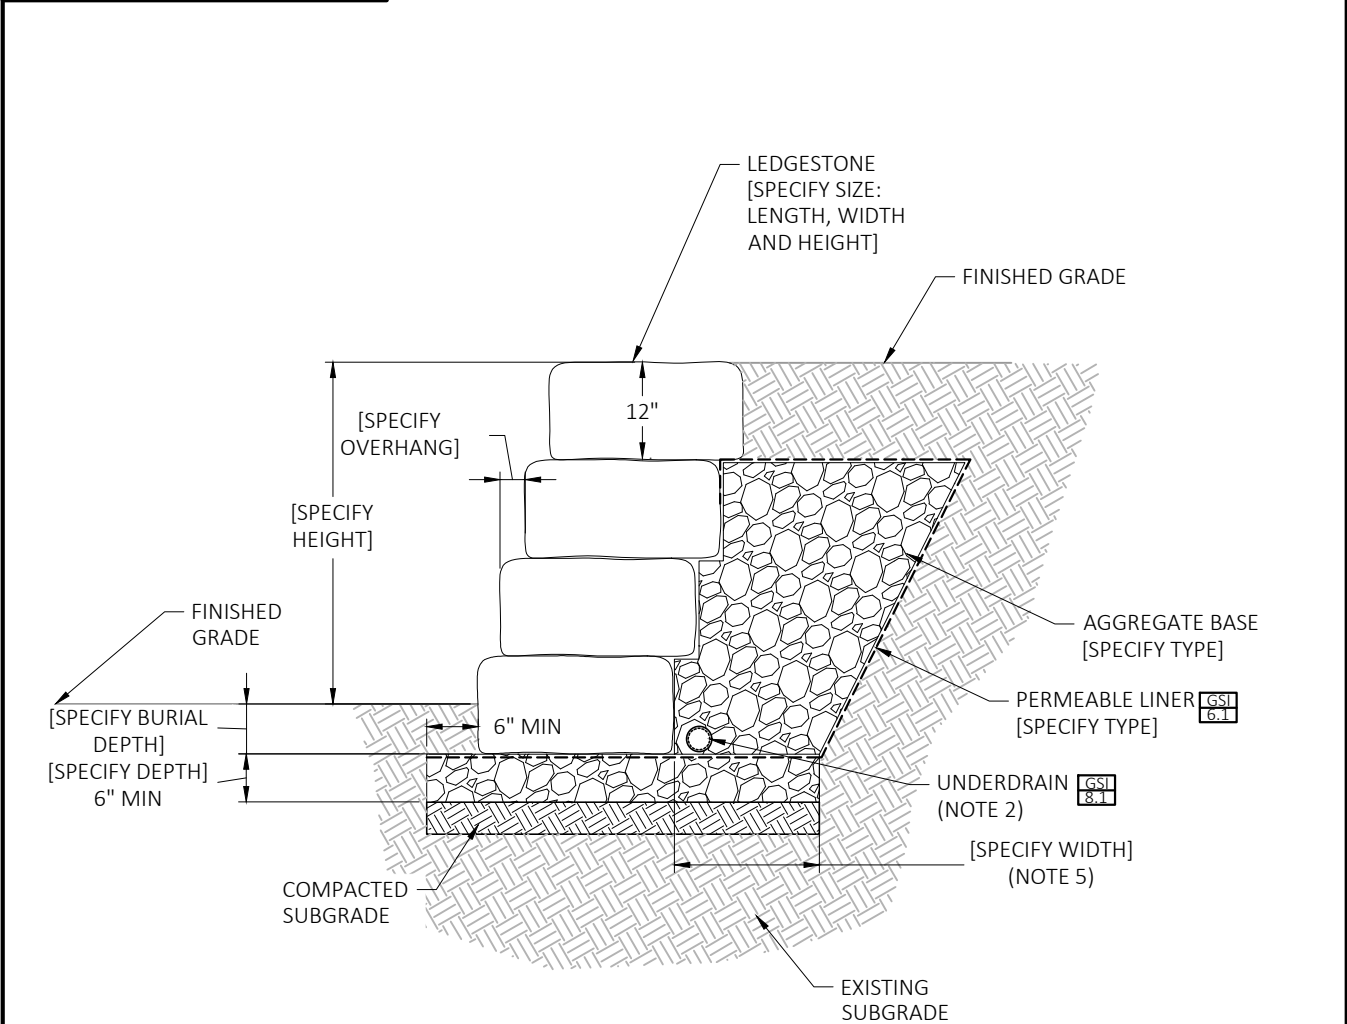 LEDGESTONE
[SPECIFY SIZE:
LENGTH, WIDTH
AND HEIGHT]
FINISHED GRADE
12"
[SPECIFY
OVERHANG]
[SPECIFY
HEIGHT]
FINISHED
GRADE
AGGREGATE BASE
[SPECIFY TYPE]
PERMEABLE LINER
GSI
6.1
[SPECIFY TYPE]
[SPECIFY BURIAL
DEPTH]
6" MIN
[SPECIFY DEPTH]
6" MIN
UNDERDRAIN
GSI
8.1
(NOTE 2)
[SPECIFY WIDTH]
(NOTE 5)
COMPACTED
SUBGRADE
EXISTING
SUBGRADE